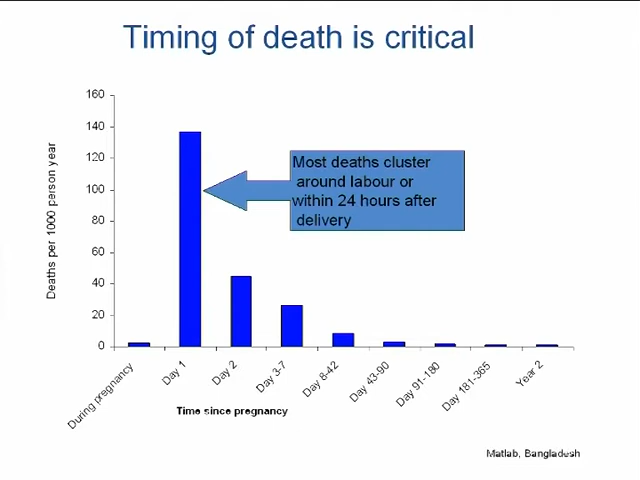 Timing of death is critical
160
140
120
100
80
60
40
20
0
Deaths per 1000 person year
Most deaths cluster
around labour or
within 24 hours after
delivery
During pregnancy
Day 1
Day 2
Day 3-7
Day 8-42
Day 43-90
Day 91-180
Day 181-365
Year 2
Time since pregnancy
Matlab, Bangladesh